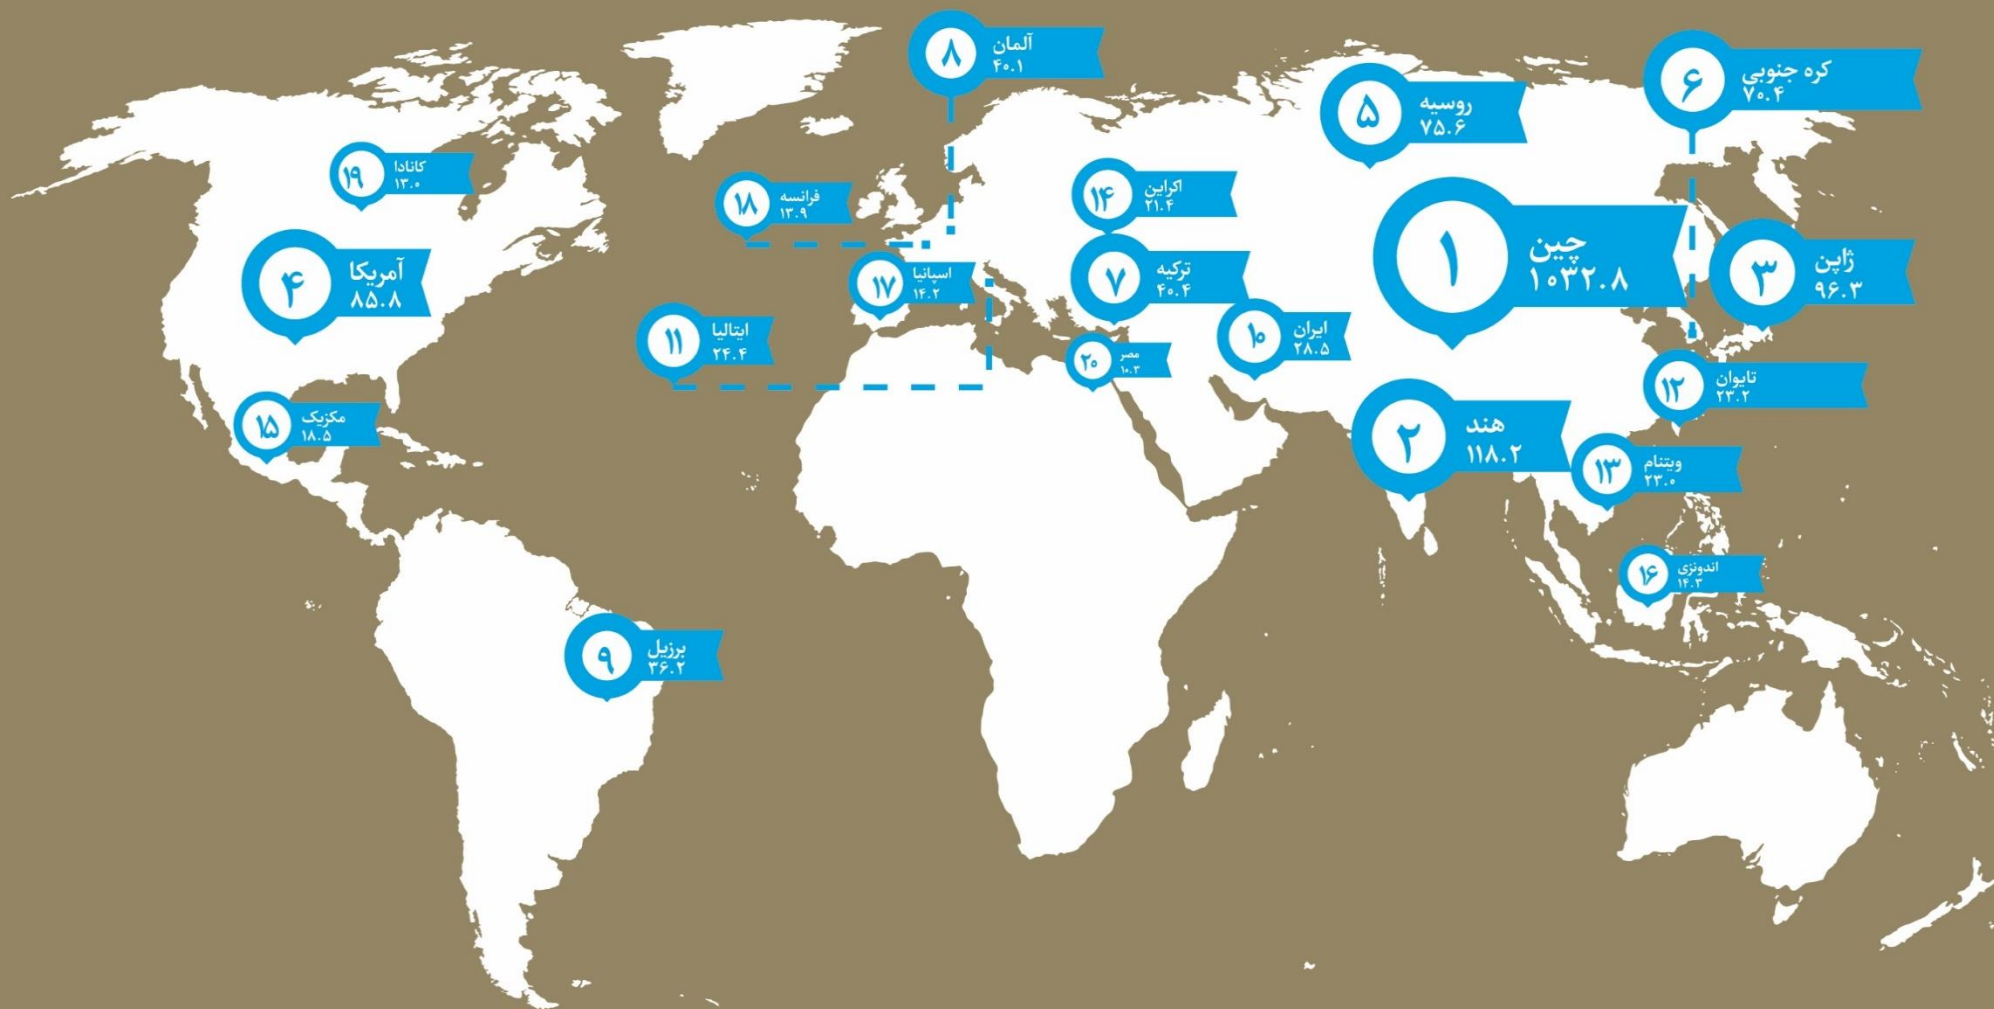 ۸
آلمان
۴۰.۱
۶
کره جنوبی
۷۰.۴
۵
روسیه
۷۵.۶
۱۹
کانادا
۱۳.۰
۱۸
فرانسه
۱۳.۹
۱۴
اکراین
۲۱.۴
۱
چین
۱۰۳۲.۸
۳
ژاپن
۹۶.۳
۴
آمریکا
۸۵.۸
۱۷
اسپانیا
۱۴.۲
۷
ترکیه
۴۰.۴
۱۱
ایتالیا
۲۴.۴
۱۰
ایران
۲۸.۵
۲۰
مصر
۱۰.۳
۱۲
تایوان
۲۳.۲
۱۵
مکزیک
۱۸.۵
۲
هند
۱۱۸.۲
۱۳
ویتنام
۲۳.۰
۱۶
اندونزی
۱۴.۳
۹
برزیل
۳۶.۲